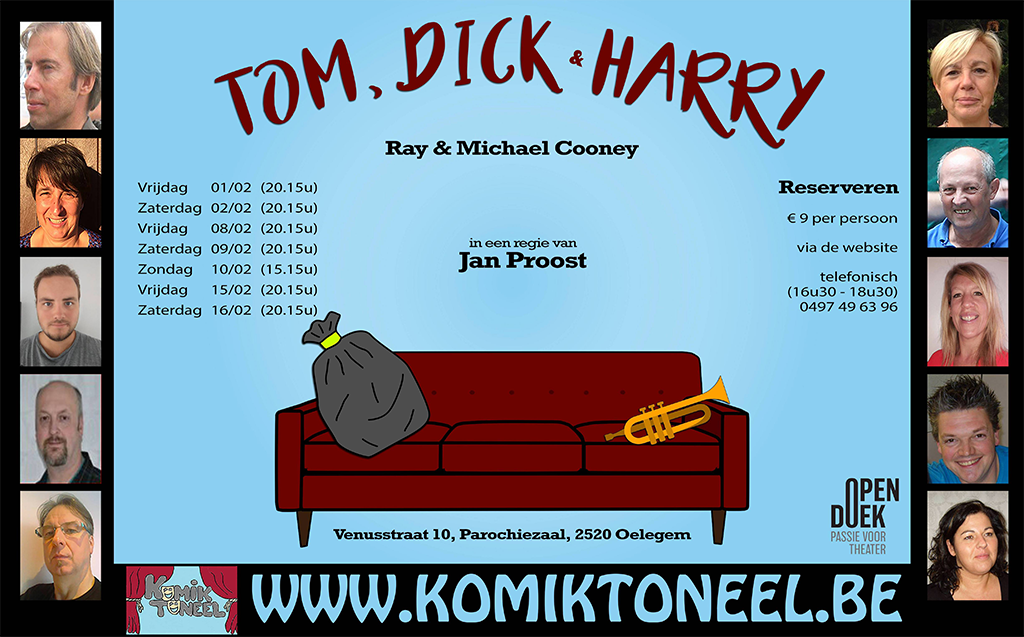 TOM, DICK & HARRY
Ray & Michael Cooney
Vrijdag 01/02 (20.15u)
Zaterdag 02/02 (20.15u)
Vrijdag 08/02 (20.15u)
Zaterdag 09/02 (20.15u)
Zondag 10/02 (15.15u)
Vrijdag 15/02 (20.15u)
Zaterdag 16/02 (20.15u)
in een regie van
Jan Proost
Reserveren
€ 9 per persoon
via de website
telefonisch
(16u30 - 18u30)
0497 49 63 96
Venusstraat 10, Parochiezaal, 2520 Oelegem
OPEN
DOEK
PASSIE VOOR
THEATER
KOMIK
TONEEL
WWW.KOMIKTONEEL.BE